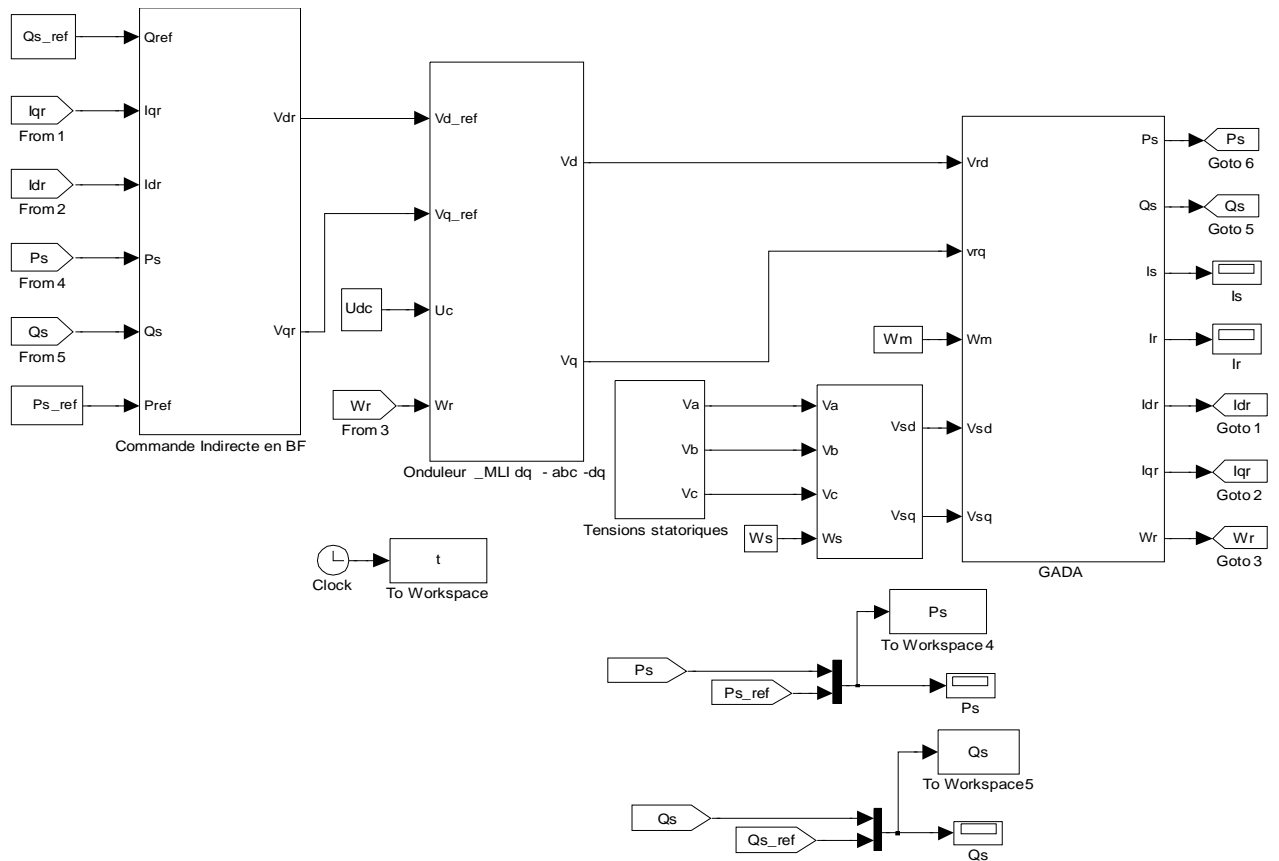 Qs_ref
Qref
Iqr
From 1
Iqr
Idr
From 2
Idr
Ps
From 4
Ps
Qs
From 5
Qs
Ps_ref
Pref
Vdr
Vqr
Commande Indirecte en BF
Vd_ref
Vq_ref
Udc
Uc
Wr
From 3
Wr
Vd
Vq
Onduleur _MLI dq - abc -dq
Va
Vb
Vc
Tensions statoriques
Ws
Va
Vb
Vc
Ws
Vsd
Vsq
Wm
Vrd
vrq
Wm
Vsd
Vsq
Ps
Qs
Is
Ir
Idr
Iqr
Wr
GADA
Ps
Goto 6
Qs
Goto 5
Is
Ir
Idr
Goto 1
Iqr
Goto 2
Wr
Goto 3
Clock
t
To Workspace
Ps
To Workspace 4
Ps
Ps_ref
Ps
Qs
To Workspace5
Qs
Qs_ref
Qs